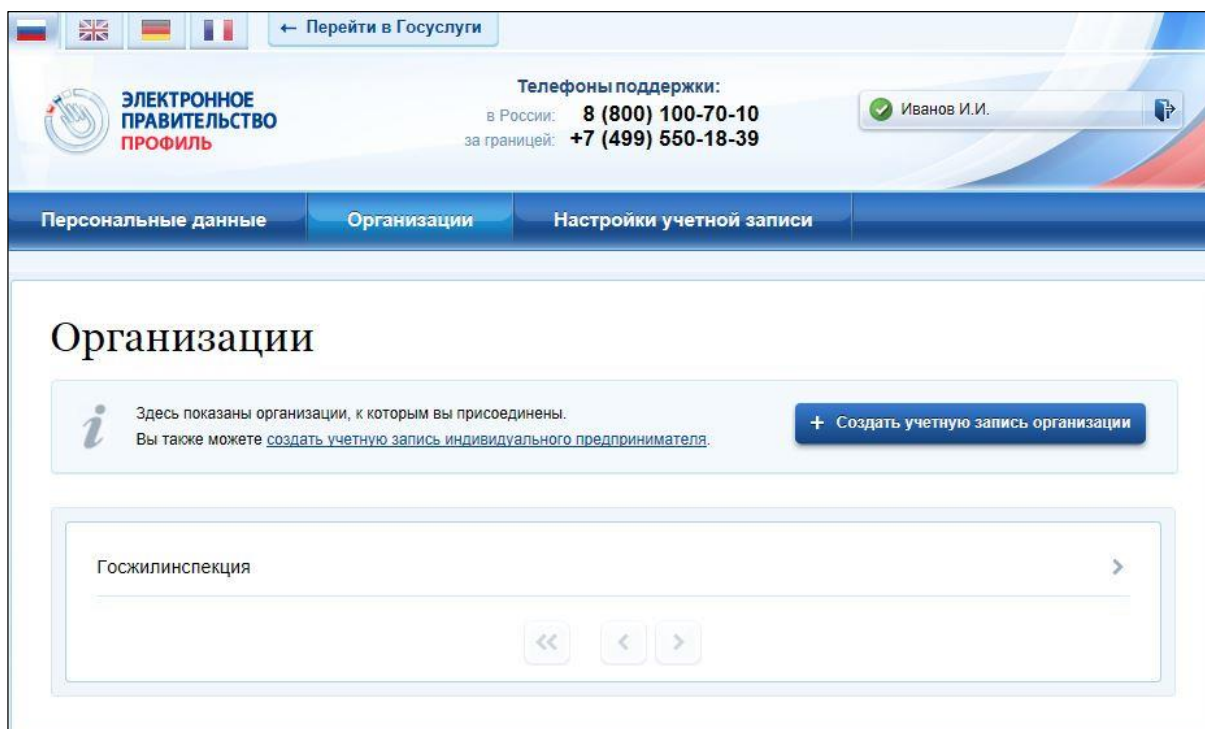 ← Перейти в Госуслуги
ЭЛЕКТРОННОЕ
ПРАВИТЕЛЬСТВО
ПРОФИЛЬ
Телефоны поддержки:
в России: 8 (800) 100-70-10
за границей: +7 (499) 550-18-39
Иванов И.И.
Персональные данные
Организации
Настройки учетной записи
Организации
Здесь показаны организации, к которым вы присоединены.
Вы также можете создать учетную запись индивидуального предпринимателя.
+ Создать учетную запись организации
Госжилинспекция